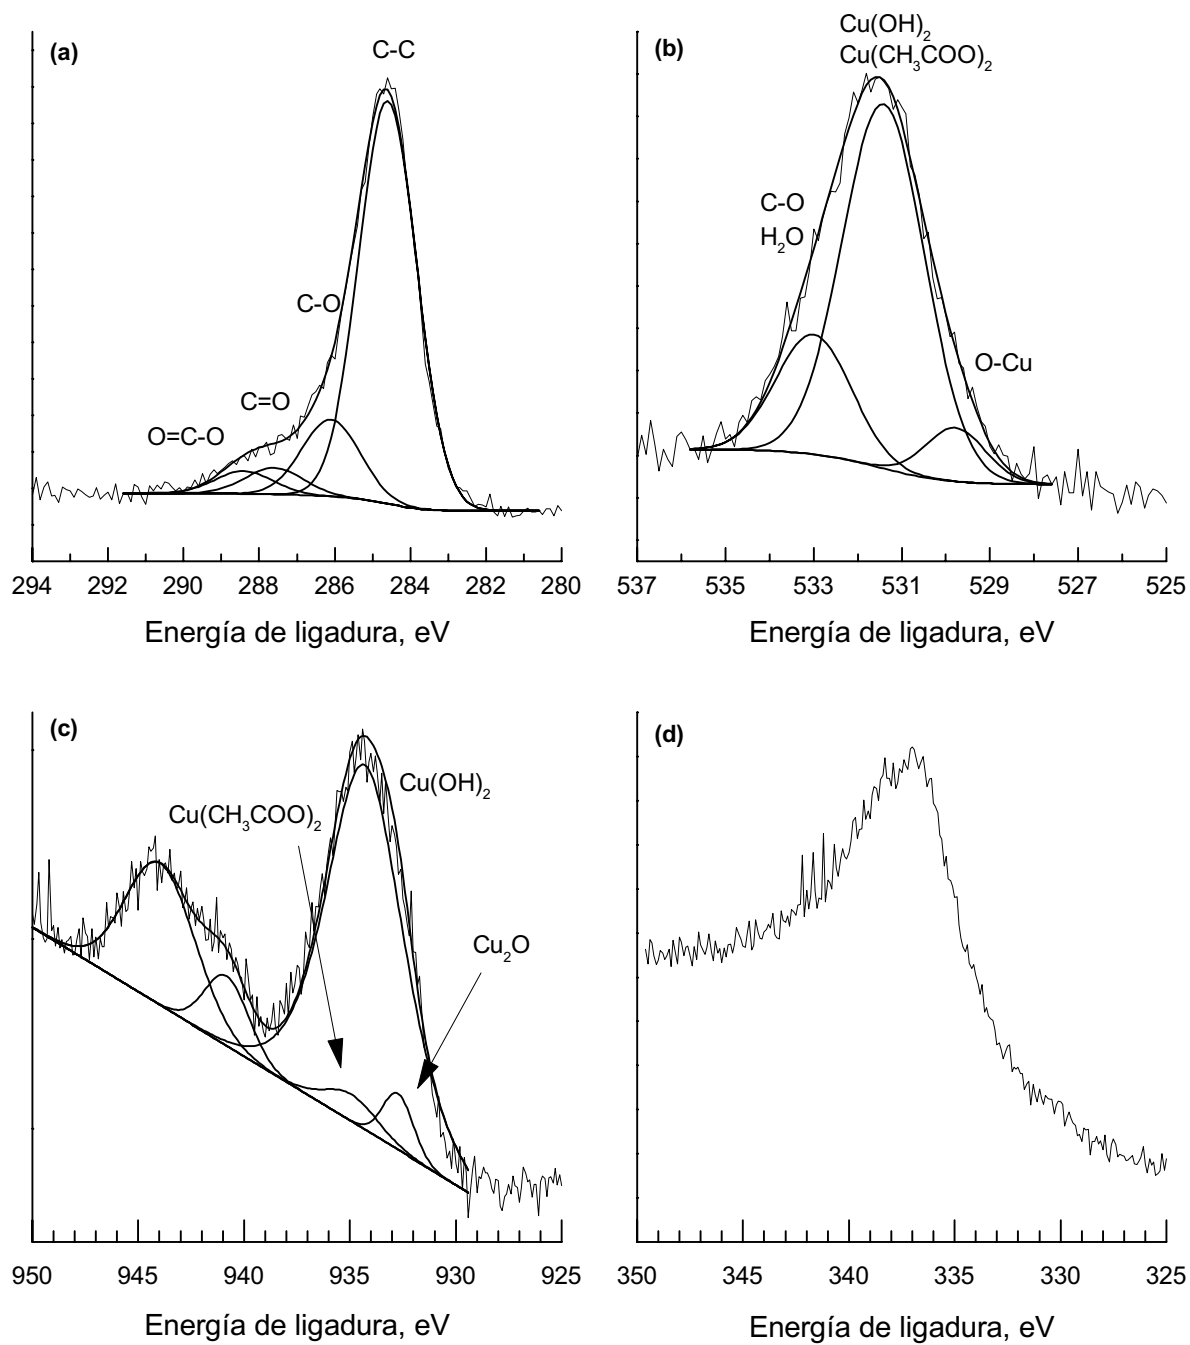 (a)
C-C
C-O
C=O
O=C-O
294 292 290 288 286 284 282 280
Energía de ligadura, eV
(b)
Cu(OH)2
Cu(CH3COO)2
C-O
H2O
O-Cu
537 535 533 531 529 527 525
Energía de ligadura, eV
(c)
Cu(OH)2
Cu(CH3COO)2
Cu2O
950 945 940 935 930 925
Energía de ligadura, eV
(d)
350 345 340 335 330 325
Energía de ligadura, eV